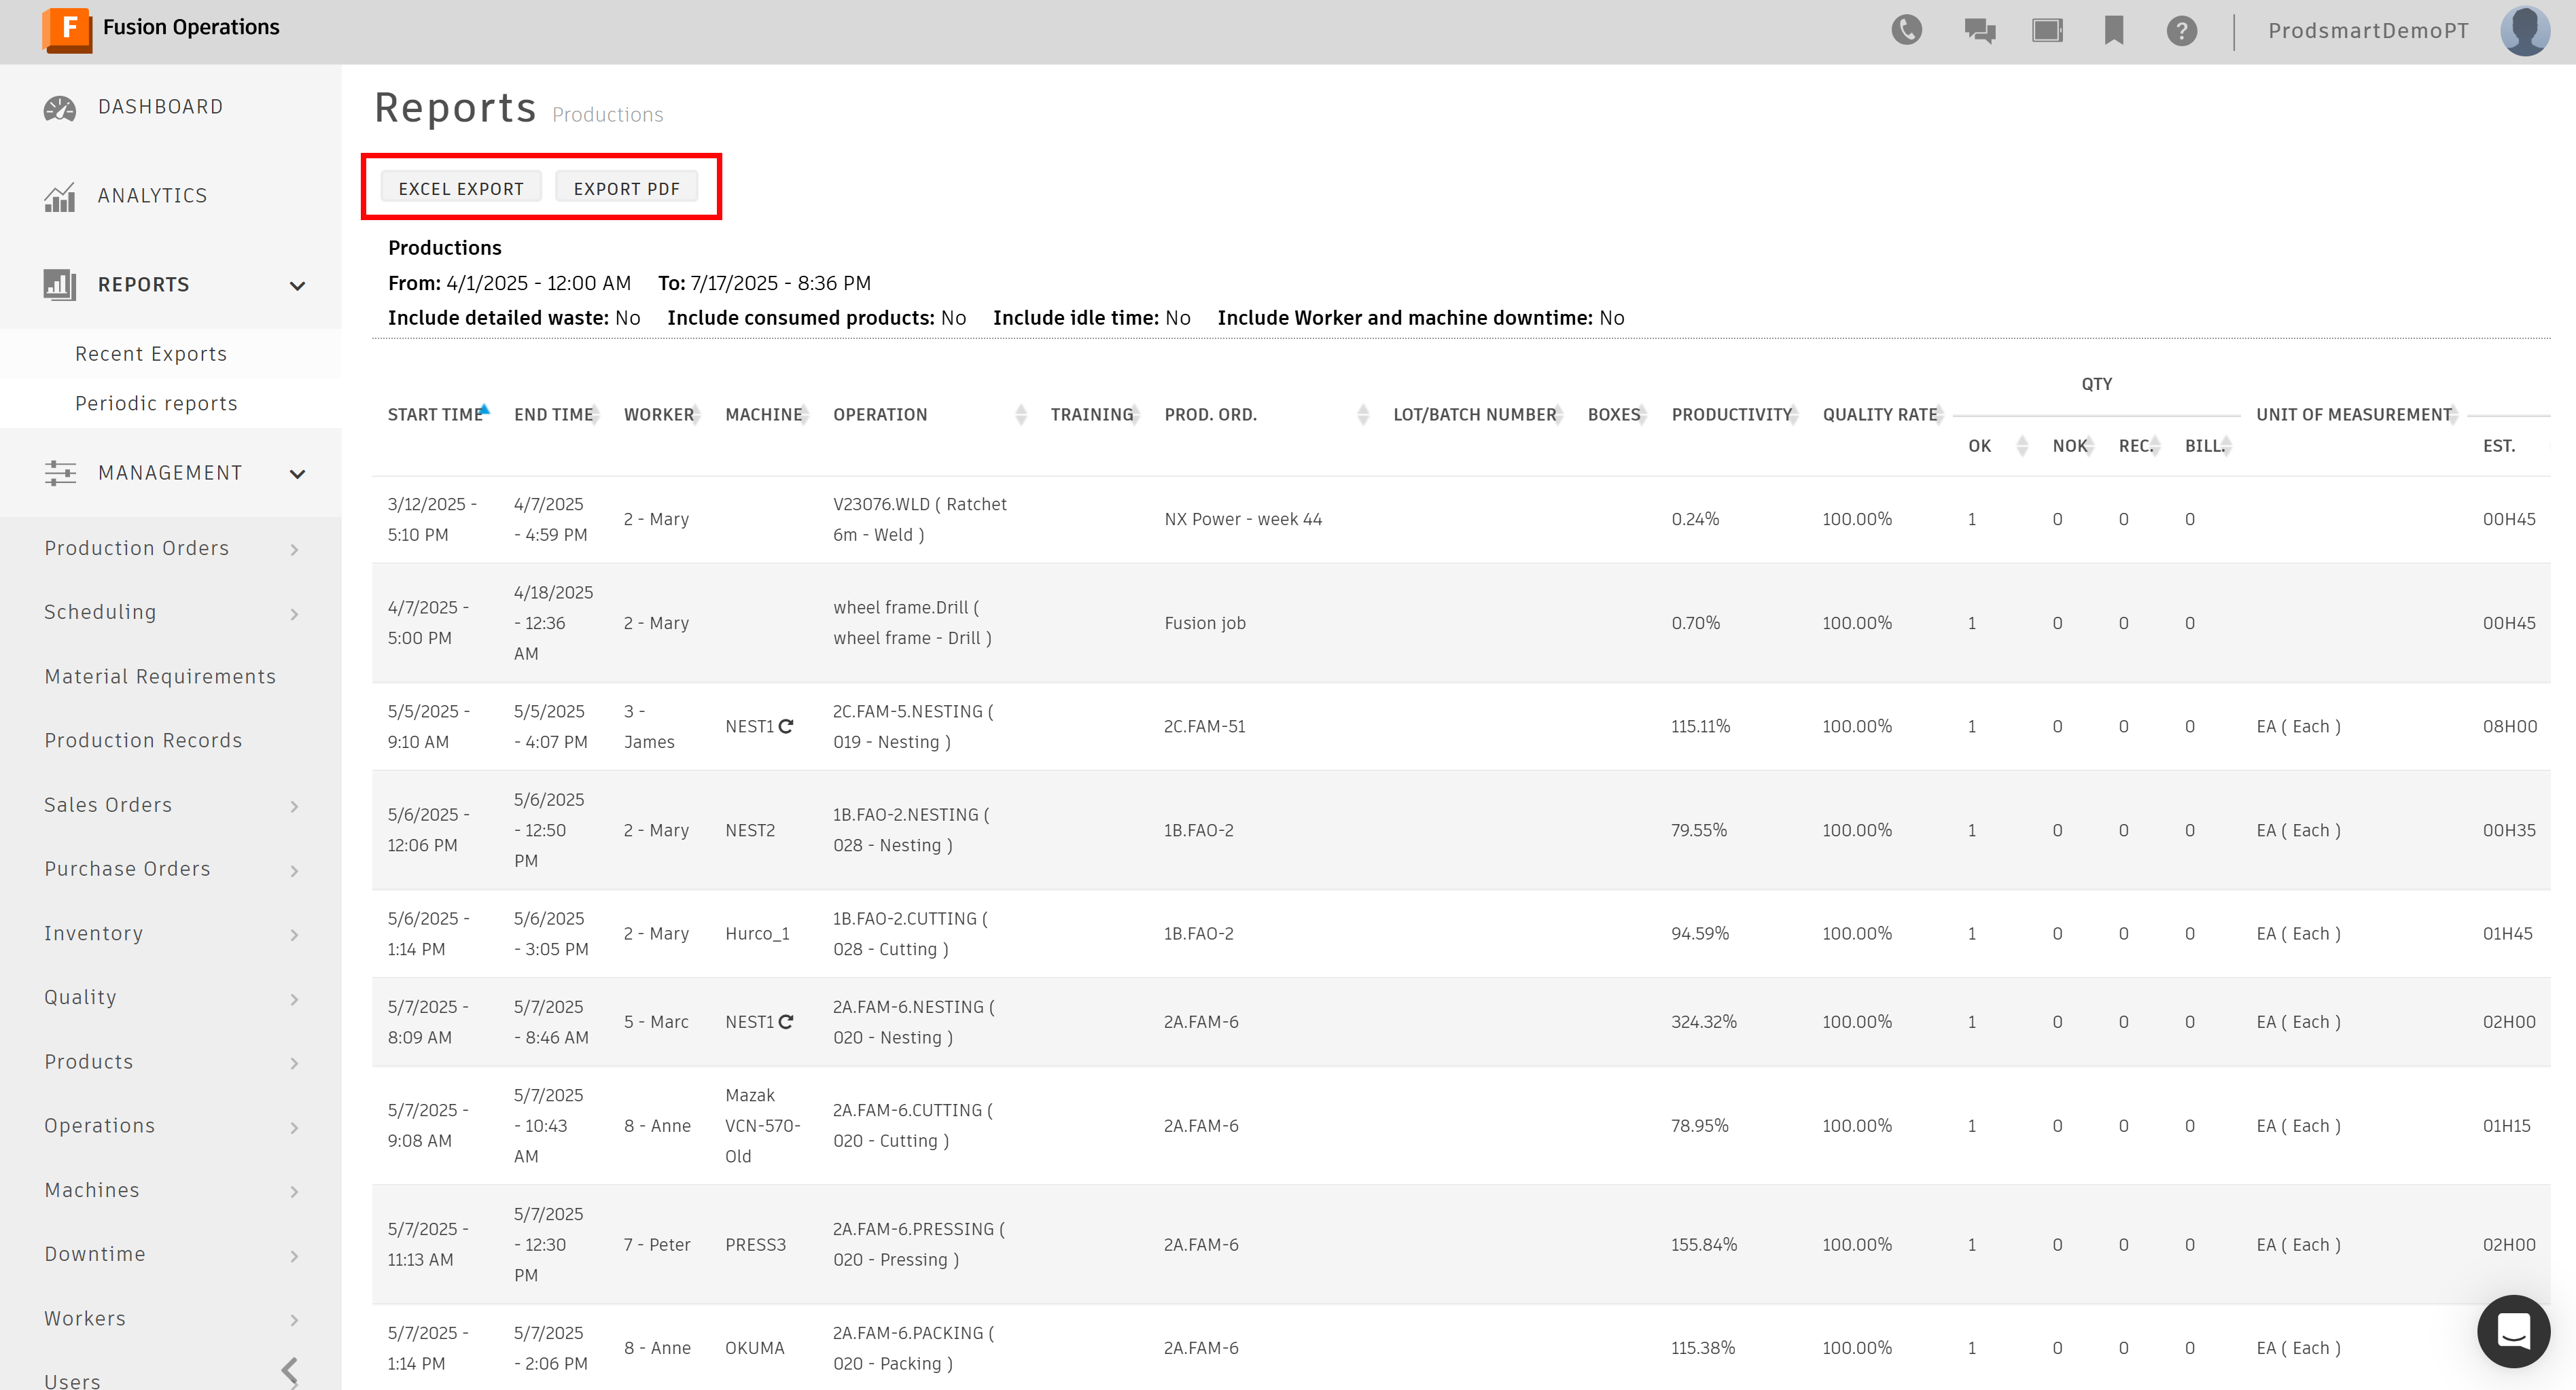 F Fusion Operations
? ProdsmartDemoPT
DASHBOARD
ANALYTICS
REPORTS
Recent Exports
Periodic reports
MANAGEMENT
Production Orders
Scheduling
Material Requirements
Production Records
Sales Orders
Purchase Orders
Inventory
Quality
Products
Operations
Machines
Downtime
Workers
Users
Reports Productions
EXCEL EXPORT EXPORT PDF
Productions
From: 4/1/2025 - 12:00 AM To: 7/17/2025 - 8:36 PM
Include detailed waste: No Include consumed products: No Include idle time: No Include Worker and machine downtime: No
QTY
START TIME END TIME WORKER MACHINE OPERATION TRAINING PROD. ORD. LOT/BATCH NUMBER BOXES PRODUCTIVITY QUALITY RATE UNIT OF MEASUREMENT
OK NOK REC. BILL. EST.
3/12/2025 - 4/7/2025 V23076.WLD ( Ratchet
2 - Mary NX Power - week 44 0.24% 100.00% 1 0 0 0 00H45
5:10 PM - 4:59 PM 6m - Weld )
4/18/2025
4/7/2025 - wheel frame.Drill (
- 12:36 2 - Mary Fusion job 0.70% 100.00% 1 0 0 0 00H45
5:00 PM wheel frame - Drill )
AM
5/5/2025 - 5/5/2025 3 - 2C.FAM-5.NESTING (
NEST1 2C.FAM-51 115.11% 100.00% 1 0 0 0 EA ( Each ) 08H00
9:10 AM - 4:07 PM James 019 - Nesting )
5/6/2025
5/6/2025 - 1B.FAO-2.NESTING (
- 12:50 2 - Mary NEST2 1B.FAO-2 79.55% 100.00% 1 0 0 0 EA ( Each ) 00H35
12:06 PM 028 - Nesting )
PM
5/6/2025 - 5/6/2025 1B.FAO-2.CUTTING (
2 - Mary Hurco_1 1B.FAO-2 94.59% 100.00% 1 0 0 0 EA ( Each ) 01H45
1:14 PM - 3:05 PM 028 - Cutting )
5/7/2025 - 5/7/2025 2A.FAM-6.NESTING (
5 - Marc NEST1 2A.FAM-6 324.32% 100.00% 1 0 0 0 EA ( Each ) 02H00
8:09 AM - 8:46 AM 020 - Nesting )
5/7/2025 Mazak
5/7/2025 - 2A.FAM-6.CUTTING (
- 10:43 8 - Anne VCN-570- 2A.FAM-6 78.95% 100.00% 1 0 0 0 EA ( Each ) 01H15
9:08 AM 020 - Cutting )
AM Old
5/7/2025
5/7/2025 - 2A.FAM-6.PRESSING (
- 12:30 7 - Peter PRESS3 2A.FAM-6 155.84% 100.00% 1 0 0 0 EA ( Each ) 02H00
11:13 AM 020 - Pressing )
PM
5/7/2025 - 5/7/2025 2A.FAM-6.PACKING (
8 - Anne OKUMA 2A.FAM-6 115.38% 100.00% 1 0 0 0 EA ( Each )
1:14 PM - 2:06 PM 020 - Packing )